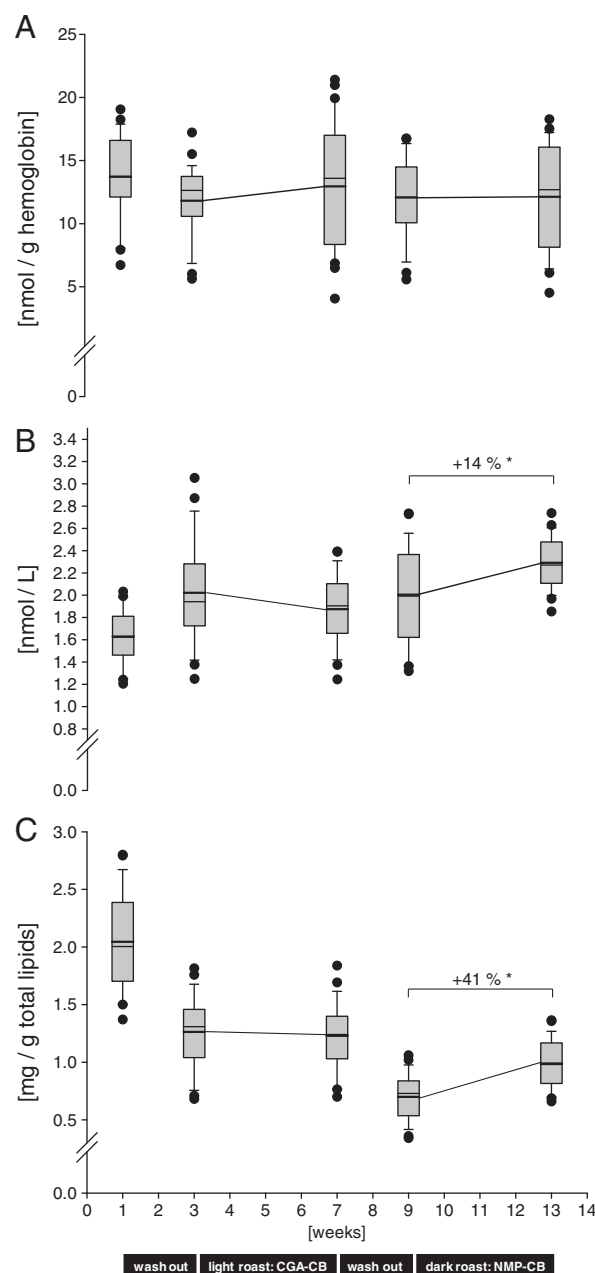 A
25
20
15
10
5
0
[nmol / g hemoglobin]
B
3.4
3.2
3.0
2.8
2.6
2.4
2.2
2.0
1.8
1.6
1.4
1.2
1.0
0.8
0.0
[nmol / L]
+14 % *
C
3.0
2.5
2.0
1.5
1.0
0.5
0.0
[mg / g total lipids]
+41 % *
0 1 2 3 4 5 6 7 8 9 10 11 12 13 14
[weeks]
wash out light roast: CGA-CB wash out dark roast: NMP-CB